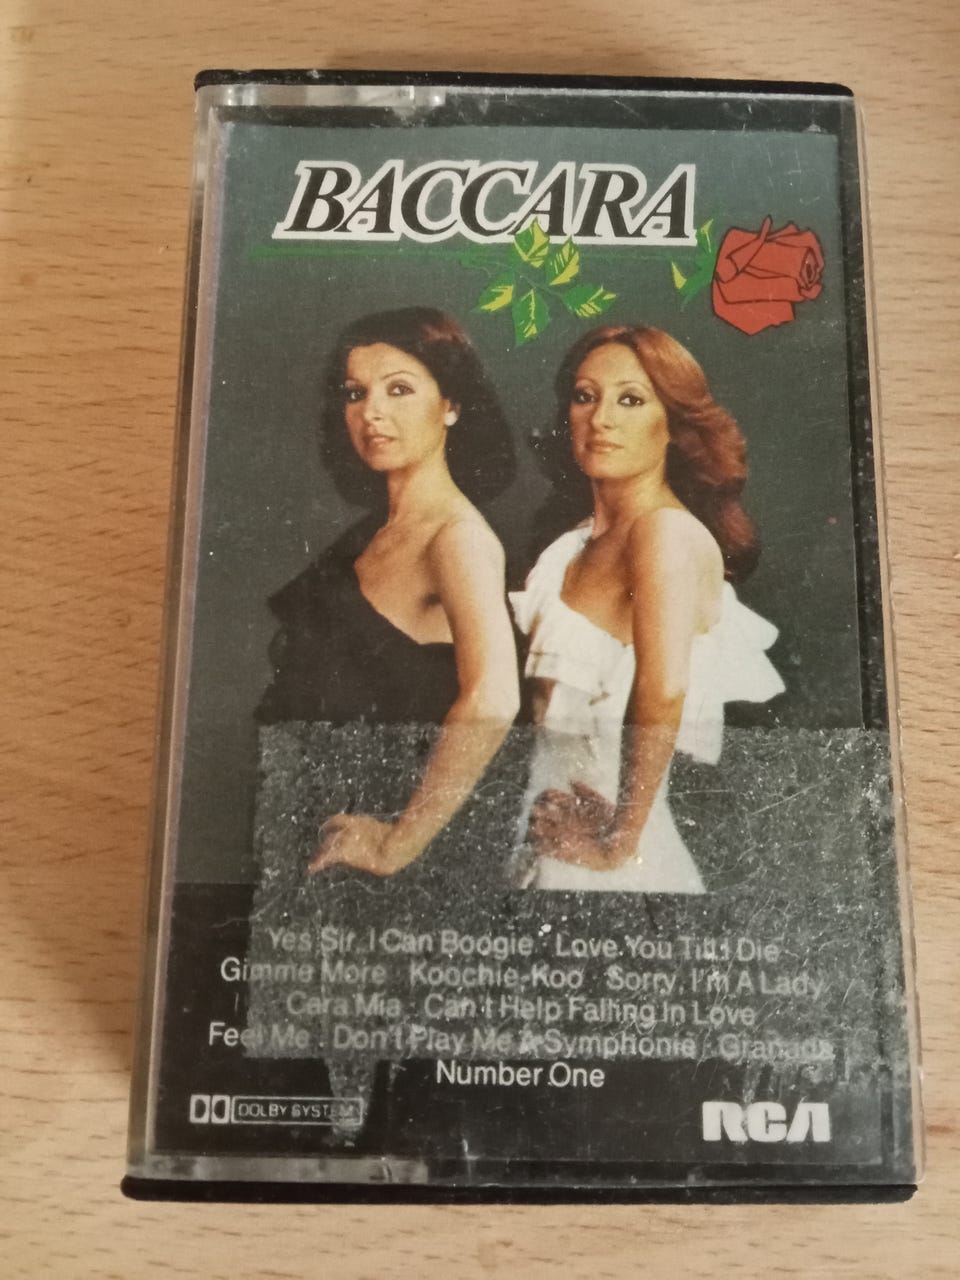 BACCARA
Yes Sir, I Can Boogie · Love You Till I Die
Gimme More · Koochie-Koo · Sorry, I'm A Lady
Cara Mia · Can't Help Falling In Love
Feel Me · Don't Play Me A Symphonie · Granada
Number One
DOLBY SYSTEM
RCA